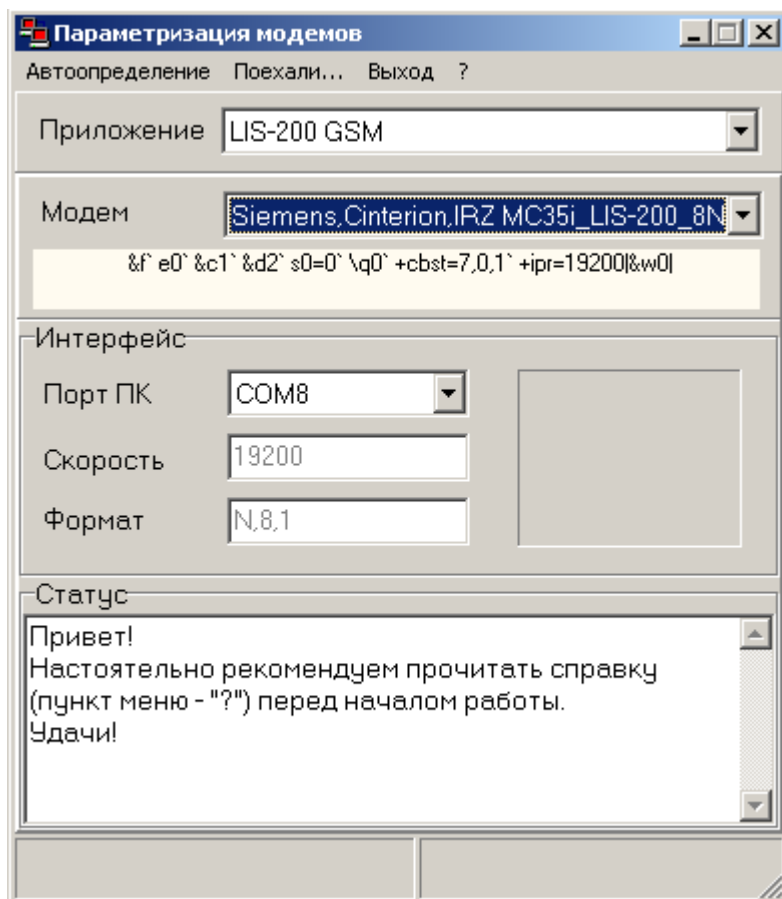 Параметризация модемов
Автоопределение Поехали... Выход ?
Приложение LIS-200 GSM
Модем Siemens,Cinterion,IRZ MC35i_LIS-200_8N
&f` e0` &c1` &d2` s0=0` \q0` +cbst=7,0,1` +ipr=19200|&w0|
Интерфейс
Порт ПК COM8
Скорость 19200
Формат N,8,1
Статус
Привет!
Настоятельно рекомендуем прочитать справку
(пункт меню - "?") перед началом работы.
Удачи!